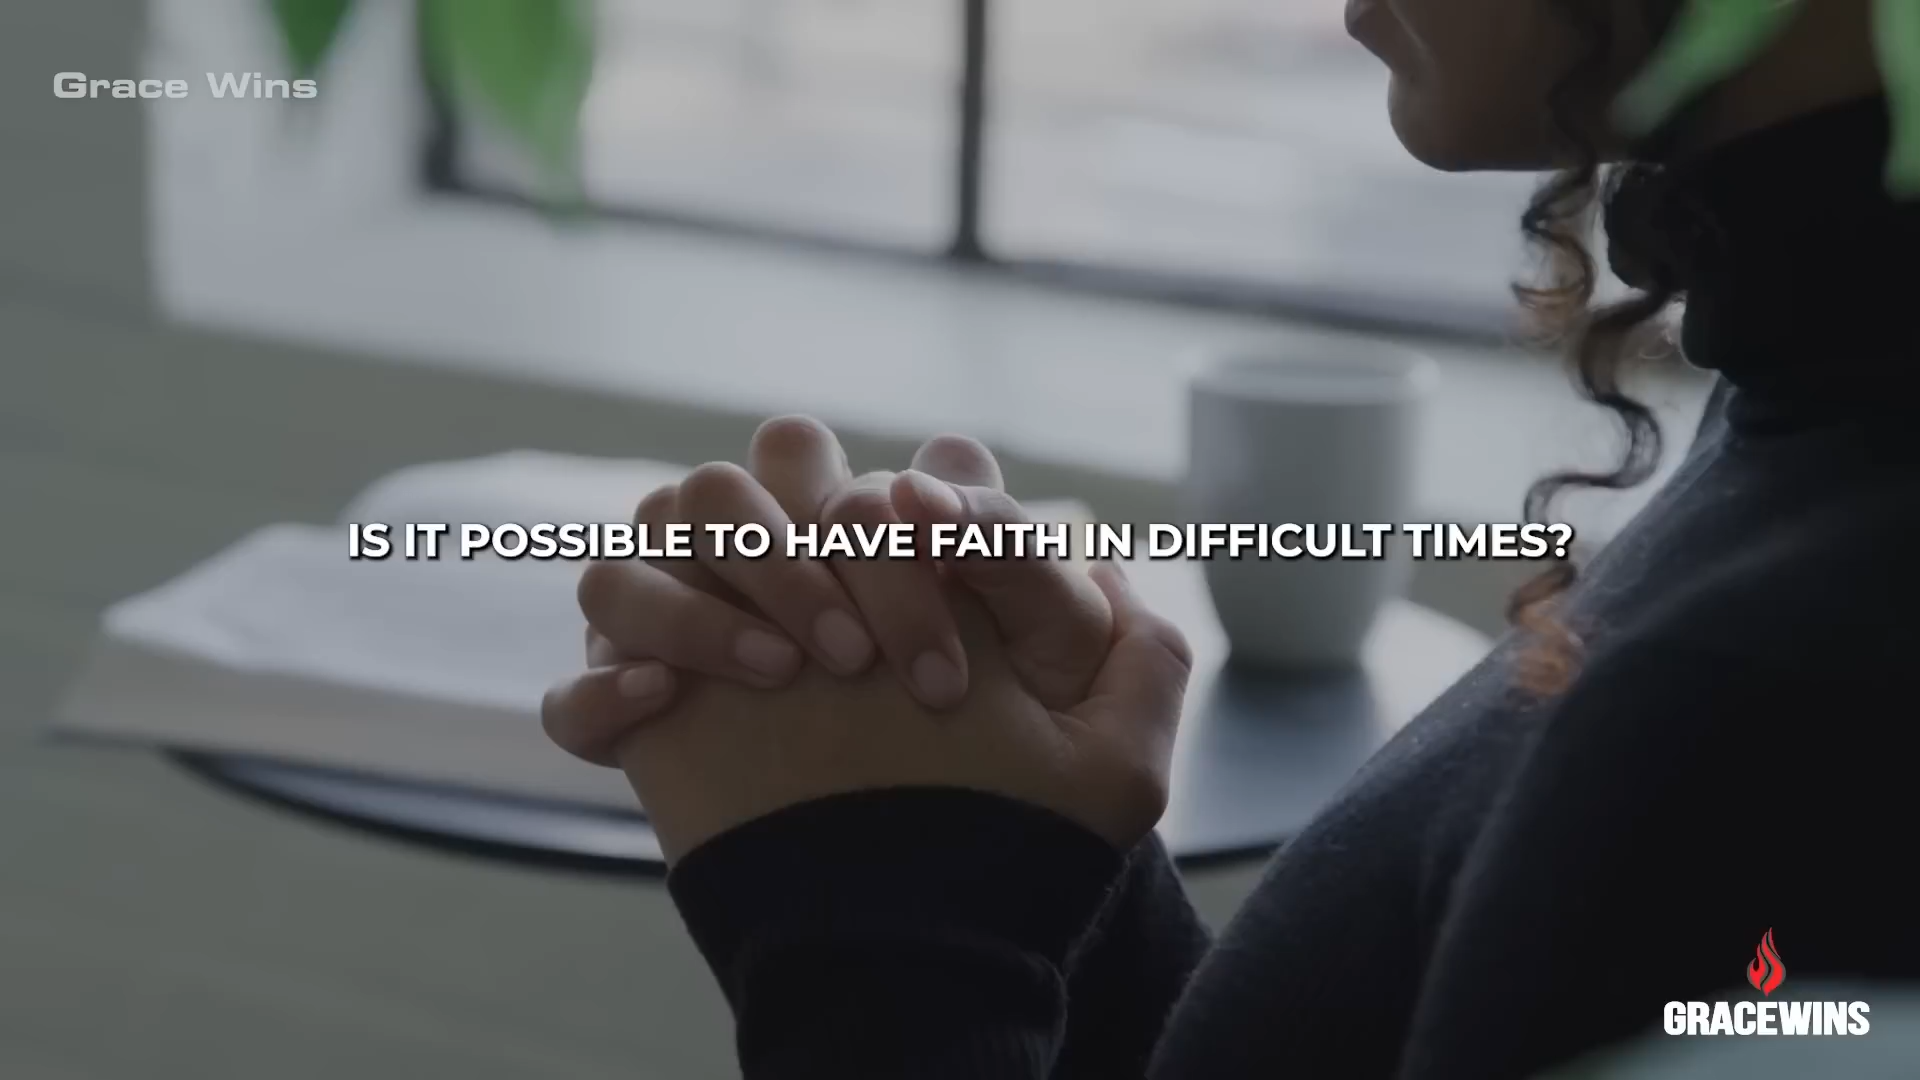 Grace Wins
IS IT POSSIBLE TO HAVE FAITH IN DIFFICULT TIMES?
GRACEWINS